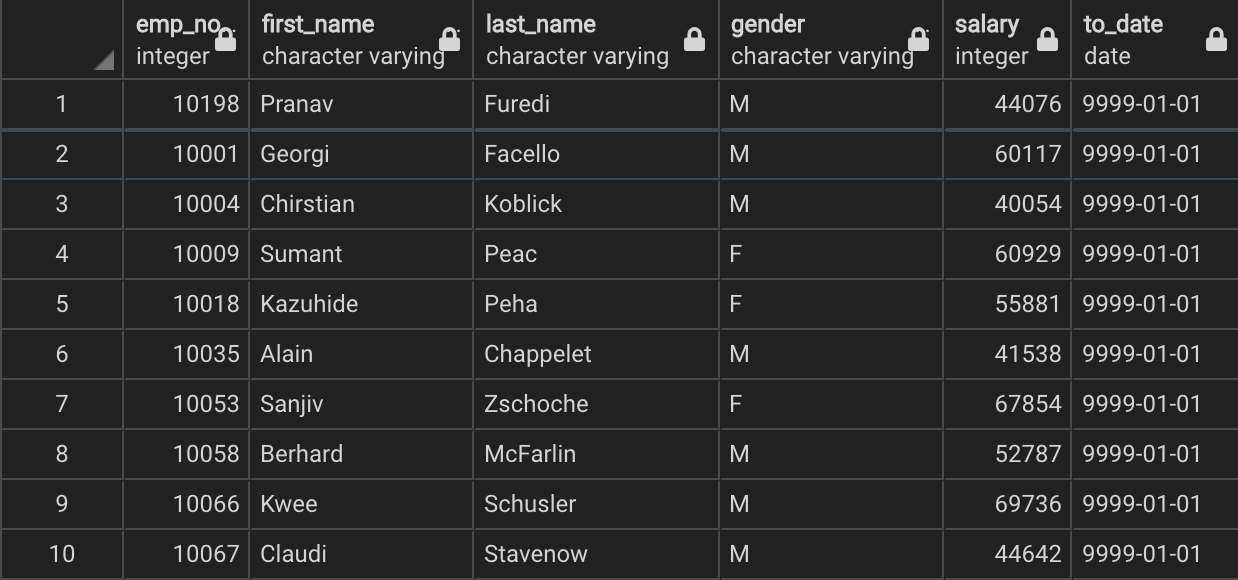 emp_no first_name last_name gender salary to_date
integer character varying character varying character varying integer date
1 10198 Pranav Furedi M 44076 9999-01-01
2 10001 Georgi Facello M 60117 9999-01-01
3 10004 Chirstian Koblick M 40054 9999-01-01
4 10009 Sumant Peac F 60929 9999-01-01
5 10018 Kazuhide Peha F 55881 9999-01-01
6 10035 Alain Chappelet M 41538 9999-01-01
7 10053 Sanjiv Zschoche F 67854 9999-01-01
8 10058 Berhard McFarlin M 52787 9999-01-01
9 10066 Kwee Schusler M 69736 9999-01-01
10 10067 Claudi Stavenow M 44642 9999-01-01